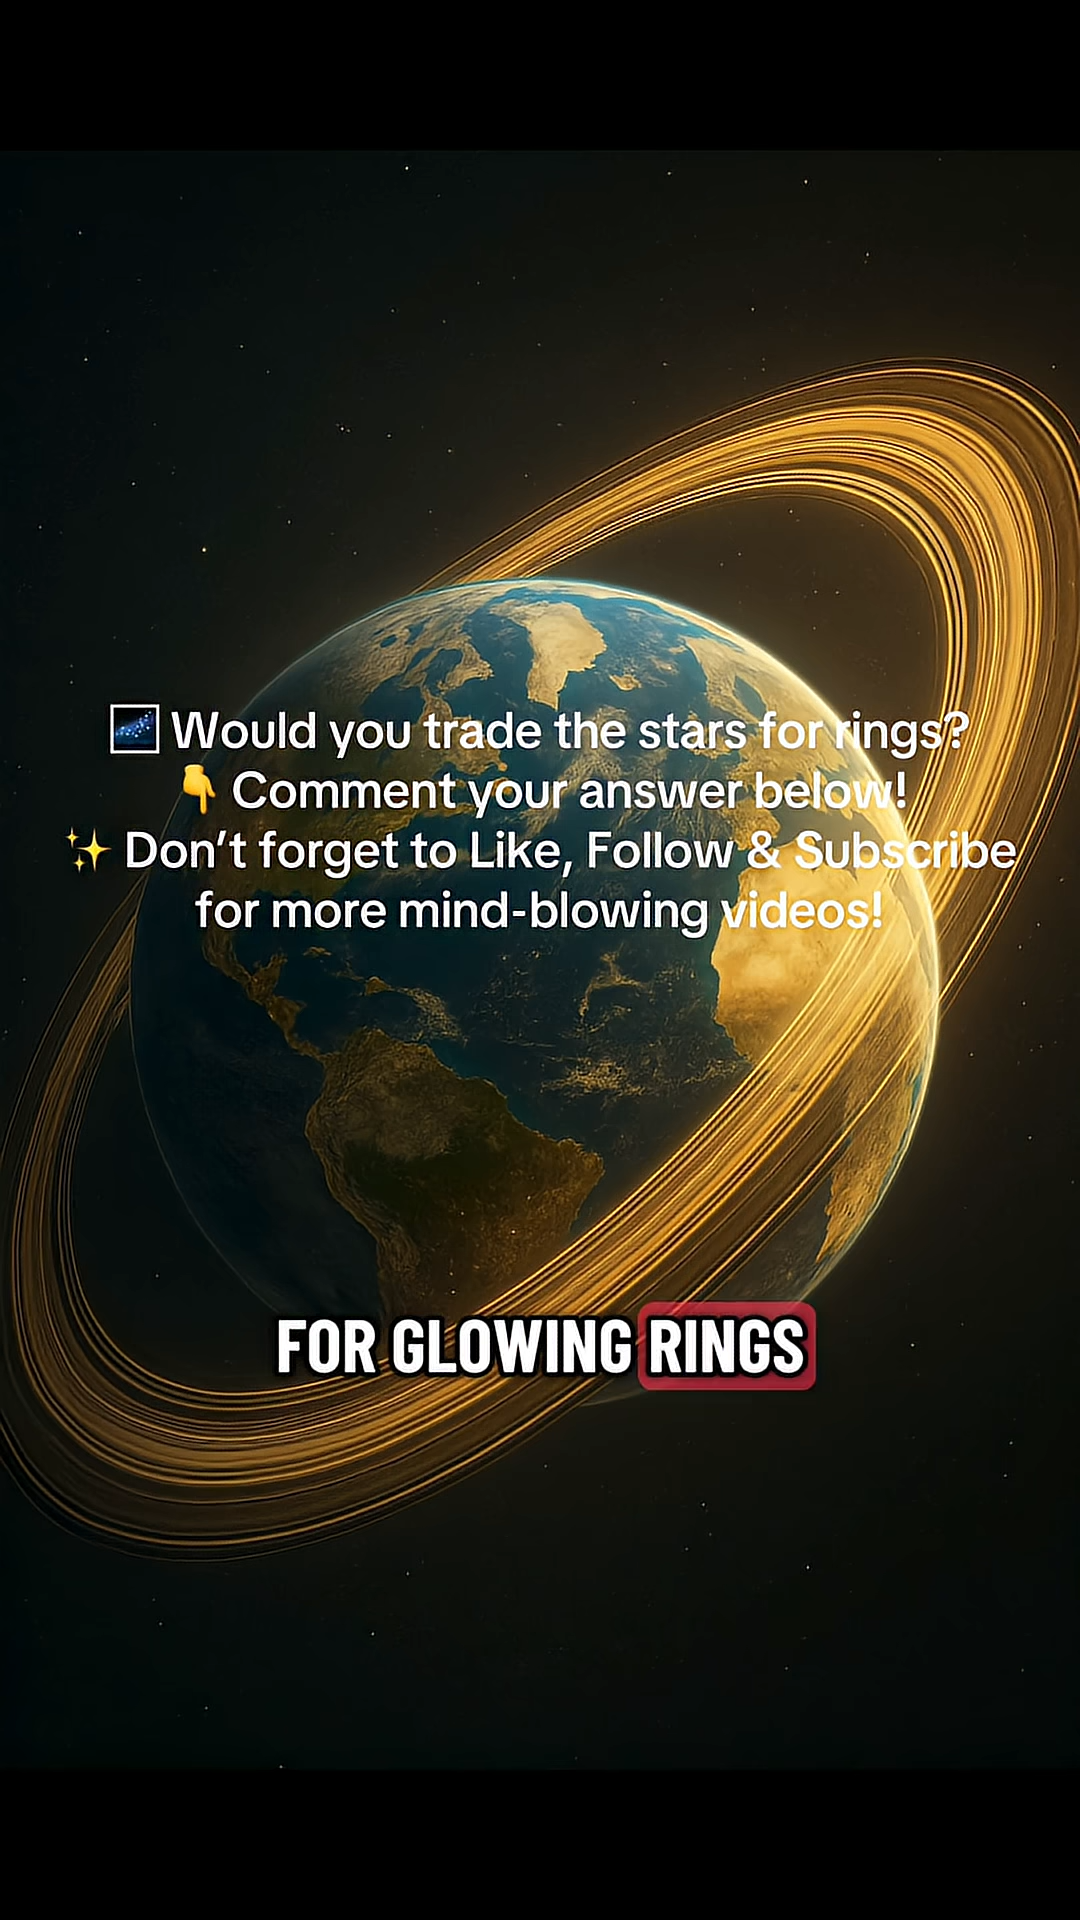 🌌 Would you trade the stars for rings?
👇 Comment your answer below!
✨ Don’t forget to Like, Follow & Subscribe
for more mind-blowing videos!
FOR GLOWING RINGS